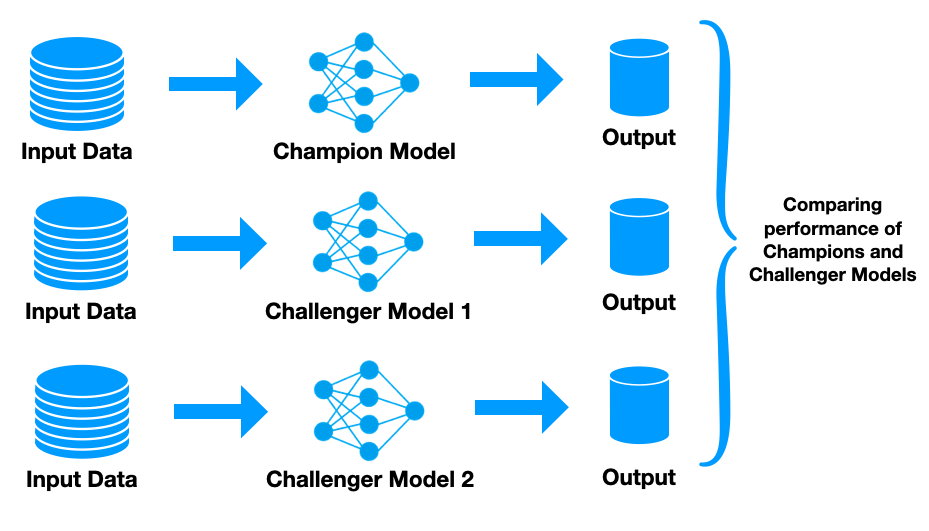 Input Data
Champion Model
Output
Input Data
Challenger Model 1
Output
Input Data
Challenger Model 2
Output
Comparing
performance of
Champions and
Challenger Models